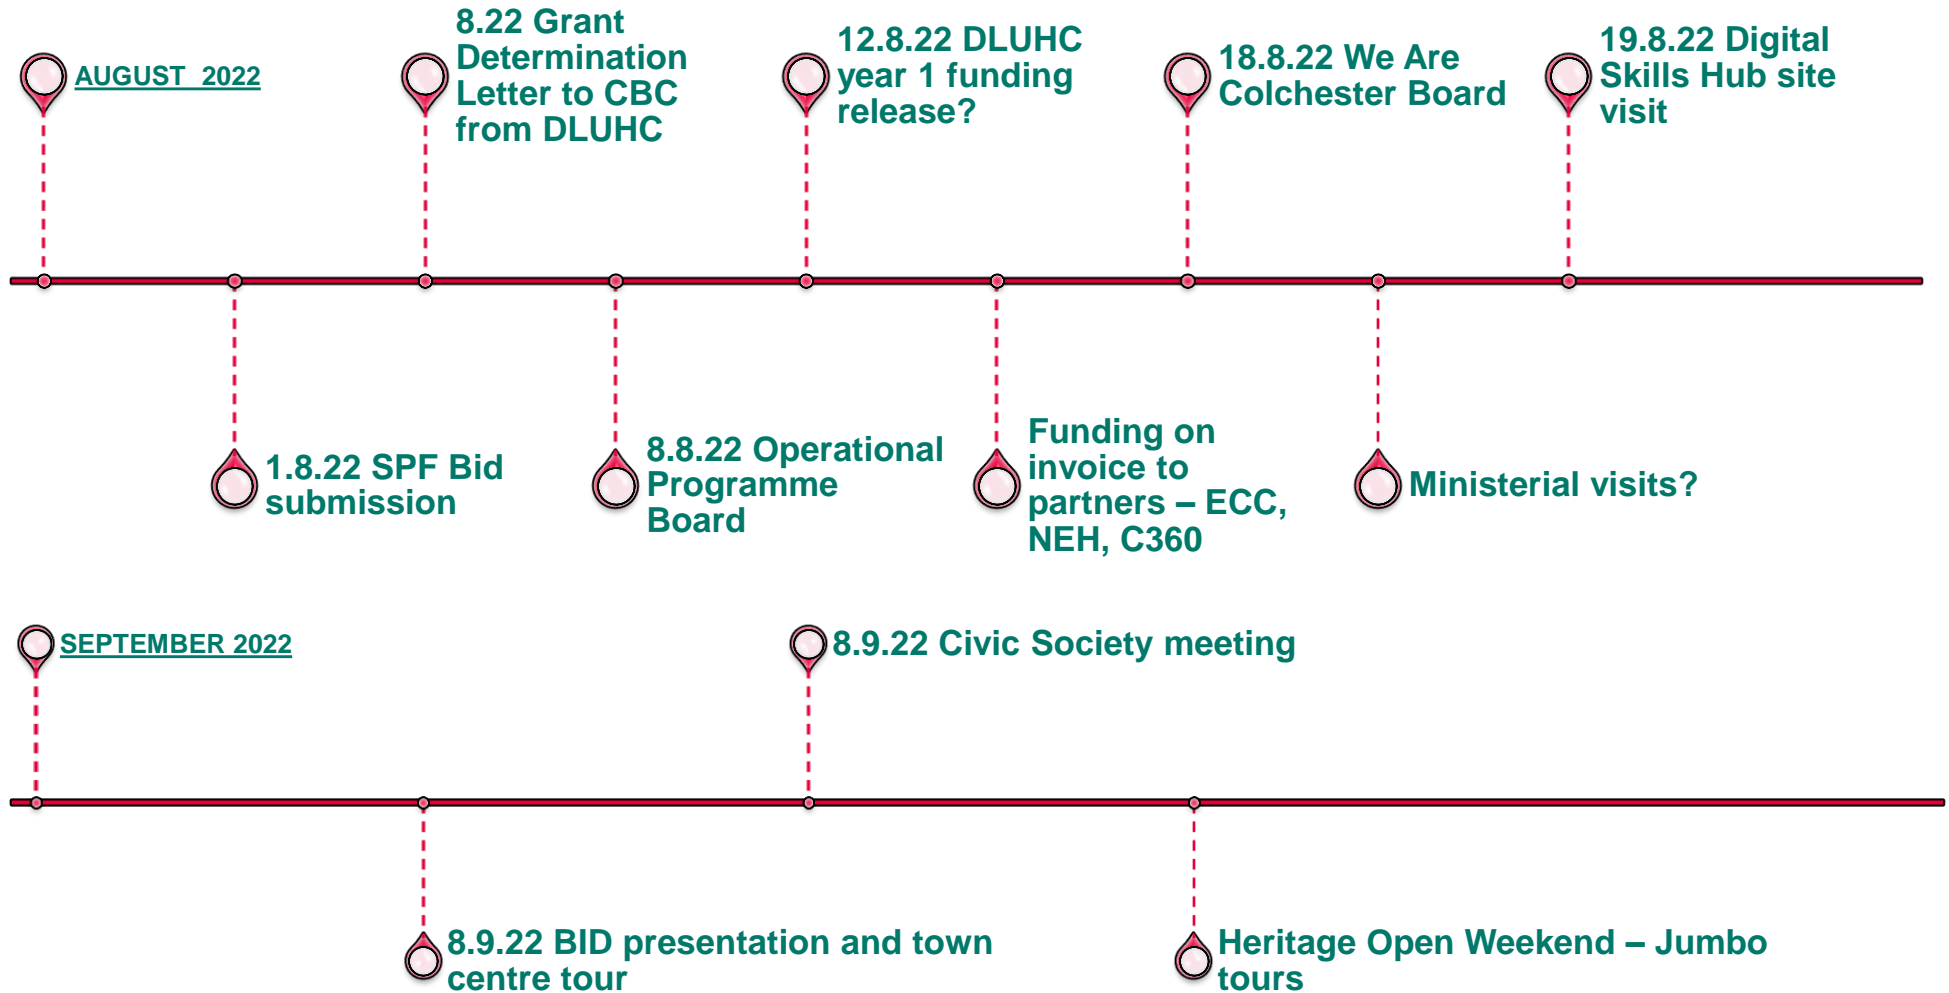 AUGUST  2022
8.22 Grant
Determination
Letter to CBC
from DLUHC
12.8.22 DLUHC
year 1 funding
release?
18.8.22 We Are
Colchester Board
19.8.22 Digital
Skills Hub site
visit
1.8.22 SPF Bid
submission
8.8.22 Operational
Programme
Board
Funding on
invoice to
partners – ECC,
NEH, C360
Ministerial visits?
SEPTEMBER 2022
8.9.22 Civic Society meeting
8.9.22 BID presentation and town
centre tour
Heritage Open Weekend – Jumbo
tours